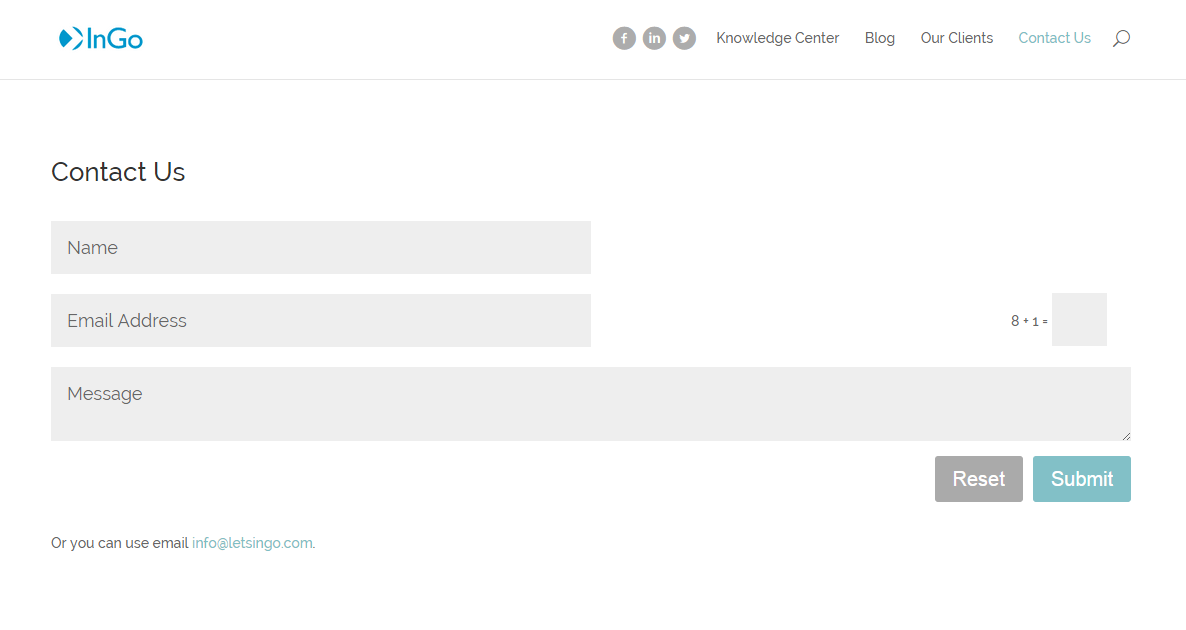 InGo
f in Knowledge Center Blog Our Clients Contact Us
Contact Us
Name
Email Address
8 + 1 =
Message
Reset Submit
Or you can use email info@letsingo.com.